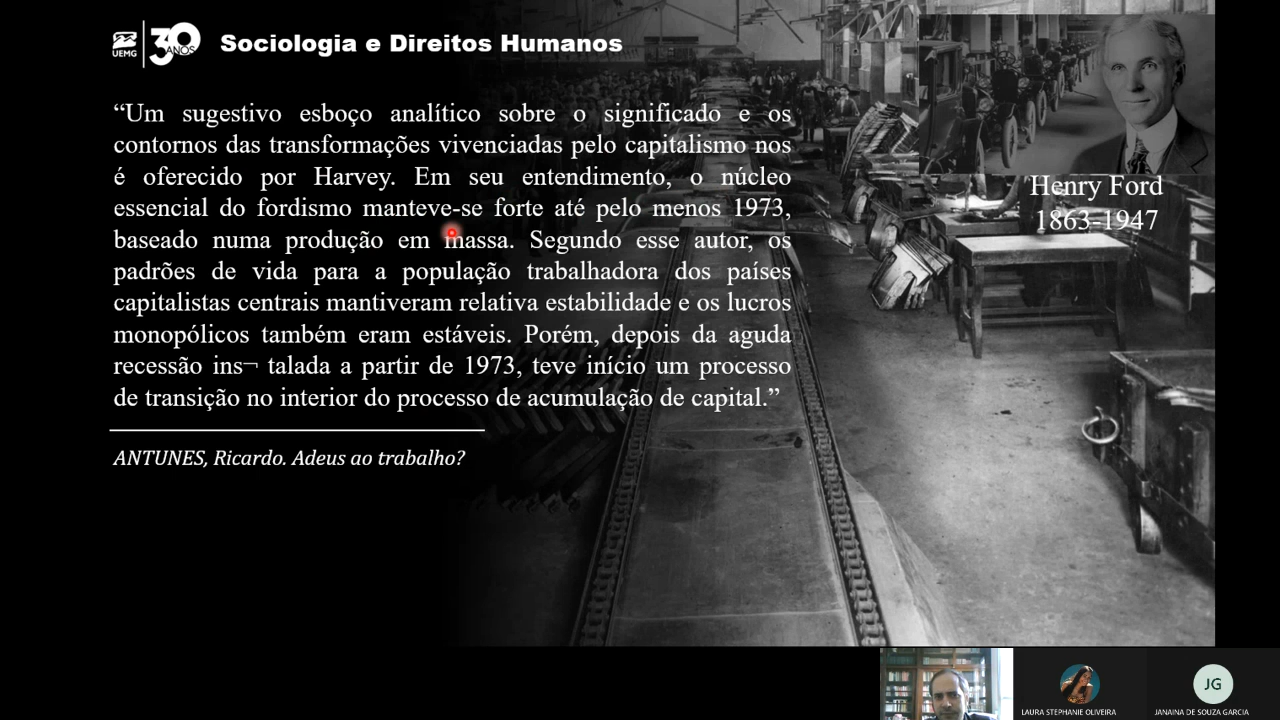 UEMG
30
ANOS
Sociologia e Direitos Humanos
“Um sugestivo esboço analítico sobre o significado e os
contornos das transformações vivenciadas pelo capitalismo nos
é oferecido por Harvey. Em seu entendimento, o núcleo
essencial do fordismo manteve-se forte até pelo menos 1973,
baseado numa produção em massa. Segundo esse autor, os
padrões de vida para a população trabalhadora dos países
capitalistas centrais mantiveram relativa estabilidade e os lucros
monopólicos também eram estáveis. Porém, depois da aguda
recessão ins¬ talada a partir de 1973, teve início um processo
de transição no interior do processo de acumulação de capital.”
ANTUNES, Ricardo. Adeus ao trabalho?
Henry Ford
1863-1947
JG
LAURA STEPHANIE OLIVEIRA
JANAINA DE SOUZA GARCIA